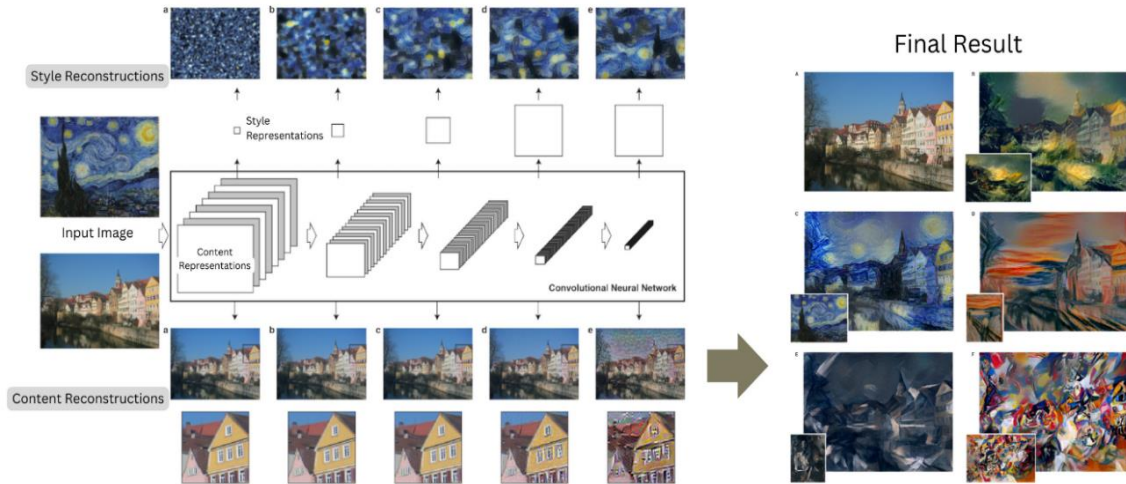 Final Result
a
b
c
d
e
Style Reconstructions
Style
Representations
Input Image
Content
Representations
Convolutional Neural Network
a
b
c
d
e
Content Reconstructions
A
B
C
D
E
F